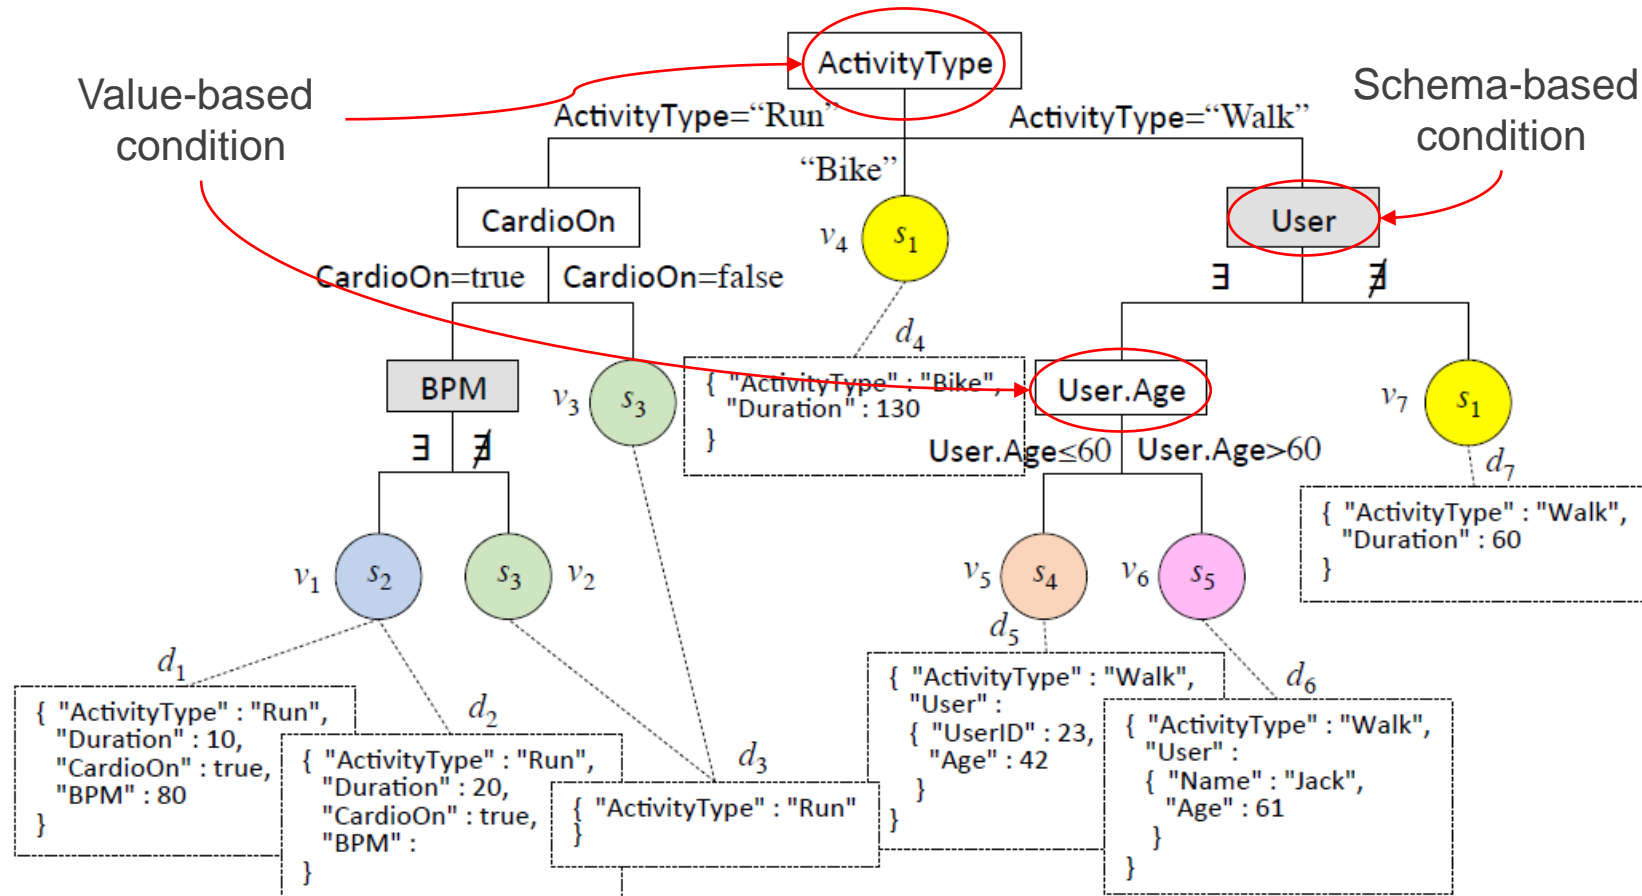 ActivityType
Value-based
condition
Schema-based
condition
ActivityType=“Run”
ActivityType=“Walk”
“Bike”
CardioOn
v4
s1
User
CardioOn=true
CardioOn=false
∃
∄
d4
BPM
v3
s3
{ "ActivityType" : "Bike",
"Duration" : 130
}
User.Age
v7
s1
∃
∄
User.Age≤60
User.Age>60
d7
{ "ActivityType" : "Walk",
"Duration" : 60
}
v1
s2
s3
v2
v5
s4
v6
s5
d1
{ "ActivityType" : "Run",
"Duration" : 10,
"CardioOn" : true,
"BPM" : 80
}
d2
{ "ActivityType" : "Run",
"Duration" : 20,
"CardioOn" : true,
"BPM" :
}
d3
{ "ActivityType" : "Run"
}
d5
{ "ActivityType" : "Walk",
"User" :
{ "UserID" : 23,
"Age" : 42
}
}
d6
{ "ActivityType" : "Walk",
"User" :
{ "Name" : "Jack",
"Age" : 61
}
}